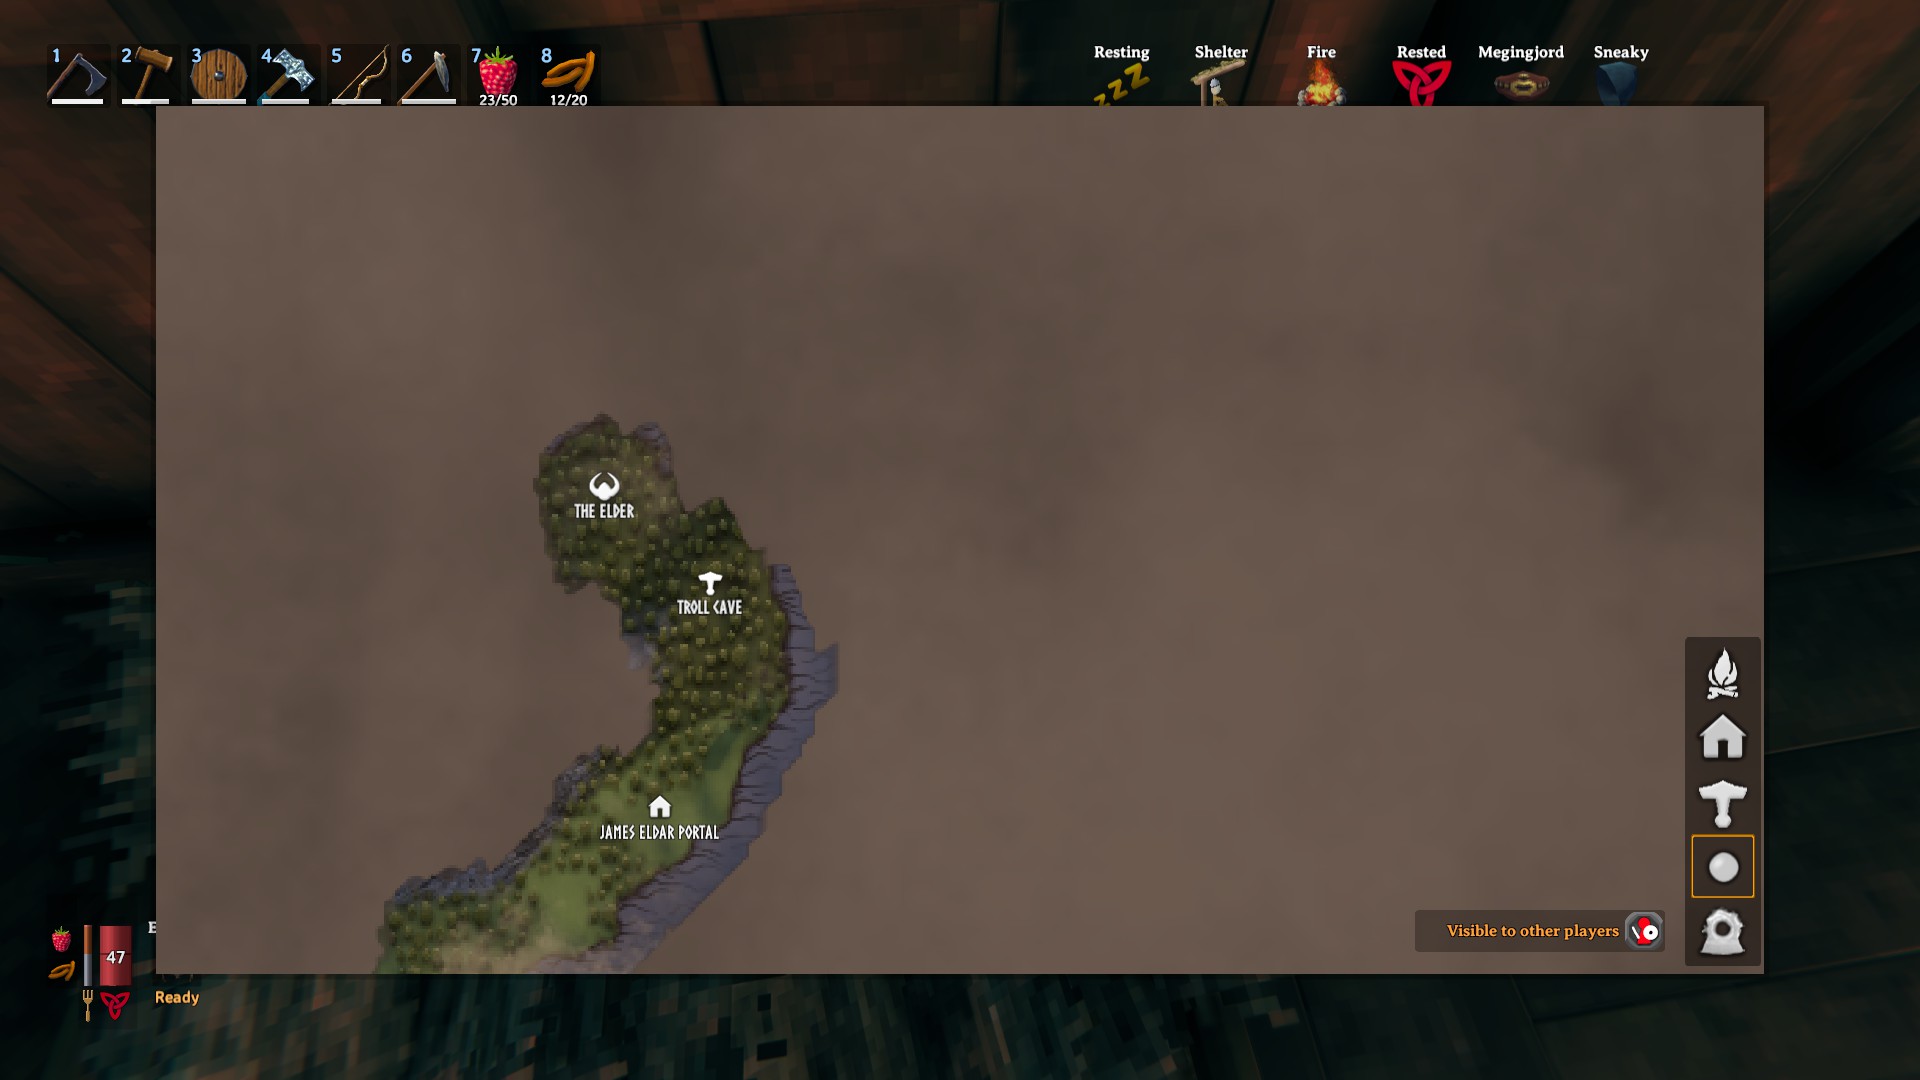 1 2 3 4 5 6 7 8
23/50 12/20
Resting Shelter Fire Rested Megingjord Sneaky
THE ELDER
TROLL CAVE
JAMES ELDAR PORTAL
Visible to other players
E
47
Ready